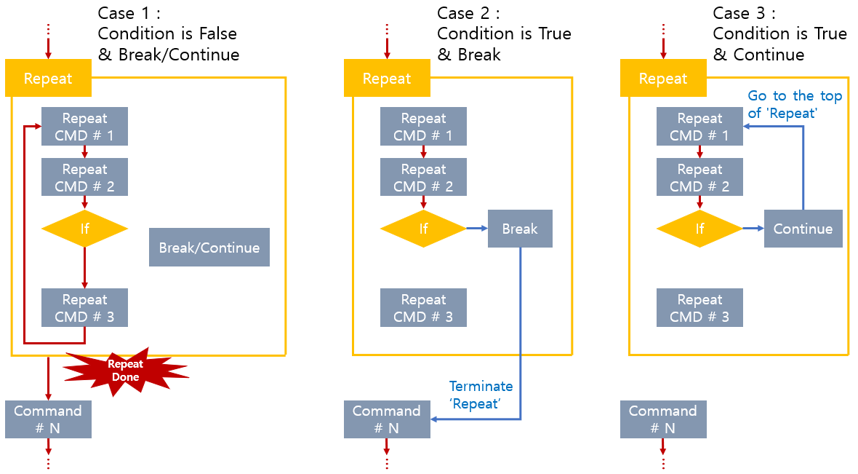 Case 1 :
Condition is False
& Break/Continue
Repeat
Repeat
CMD # 1
Repeat
CMD # 2
If
Break/Continue
Repeat
CMD # 3
Repeat
Done
Command
# N
Case 2 :
Condition is True
& Break
Repeat
Repeat
CMD # 1
Repeat
CMD # 2
If
Break
Repeat
CMD # 3
Terminate
'Repeat'
Command
# N
Case 3 :
Condition is True
& Continue
Repeat
Go to the top
of 'Repeat'
Repeat
CMD # 1
Repeat
CMD # 2
If
Continue
Repeat
CMD # 3
Command
# N